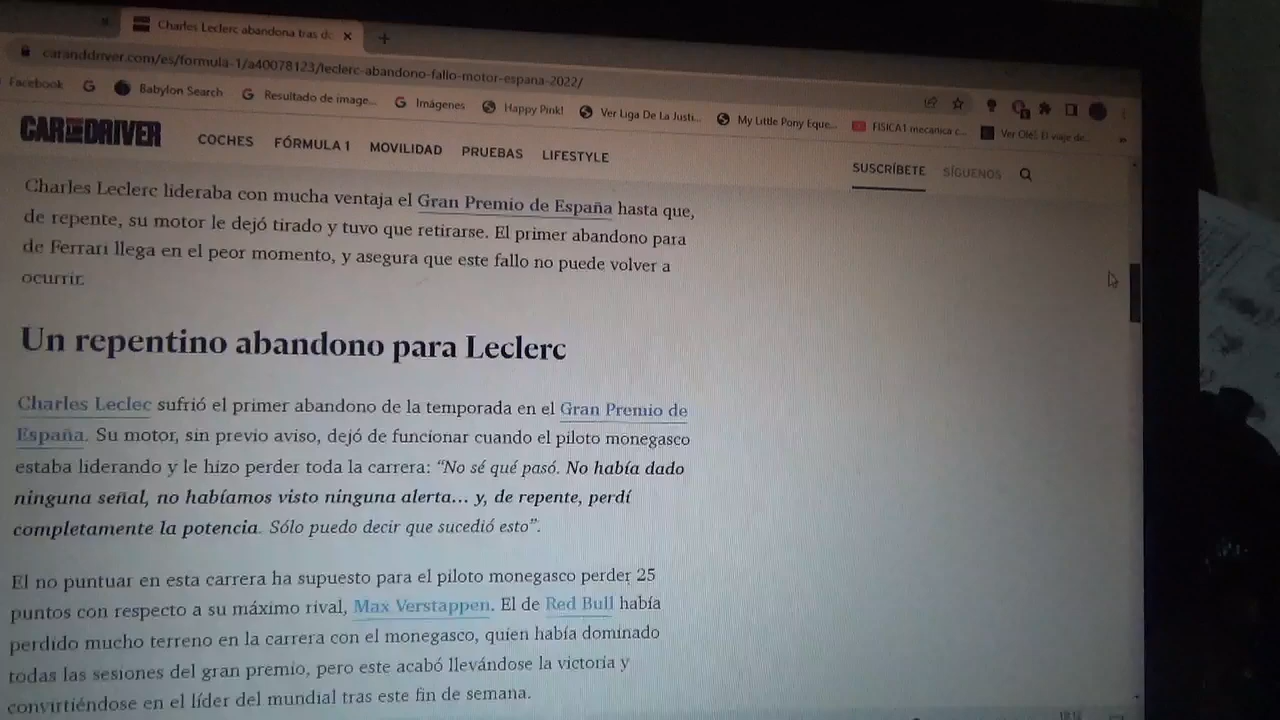 Charles Leclerc abandona tras de
caranddriver.com/es/formula-1/a40078123/leclerc-abandono-fallo-motor-espana-2022/
Facebook Babylon Search Resultado de image... Imágenes Happy Pink! Ver Liga De La Justi... My Little Pony Eque... FISICA1 mecanica c... Ver Olé! El viaje de...
CAR AND DRIVER COCHES FÓRMULA 1 MOVILIDAD PRUEBAS LIFESTYLE SUSCRÍBETE SÍGUENOS
Charles Leclerc lideraba con mucha ventaja el Gran Premio de España hasta que,
de repente, su motor le dejó tirado y tuvo que retirarse. El primer abandono para
de Ferrari llega en el peor momento, y asegura que este fallo no puede volver a
ocurrir.
Un repentino abandono para Leclerc
Charles Leclec sufrió el primer abandono de la temporada en el Gran Premio de
España. Su motor, sin previo aviso, dejó de funcionar cuando el piloto monegasco
estaba liderando y le hizo perder toda la carrera: “No sé qué pasó. No había dado
ninguna señal, no habíamos visto ninguna alerta... y, de repente, perdí
completamente la potencia. Sólo puedo decir que sucedió esto”.
El no puntuar en esta carrera ha supuesto para el piloto monegasco perder 25
puntos con respecto a su máximo rival, Max Verstappen. El de Red Bull había
perdido mucho terreno en la carrera con el monegasco, quien había dominado
todas las sesiones del gran premio, pero este acabó llevándose la victoria y
convirtiéndose en el líder del mundial tras este fin de semana.